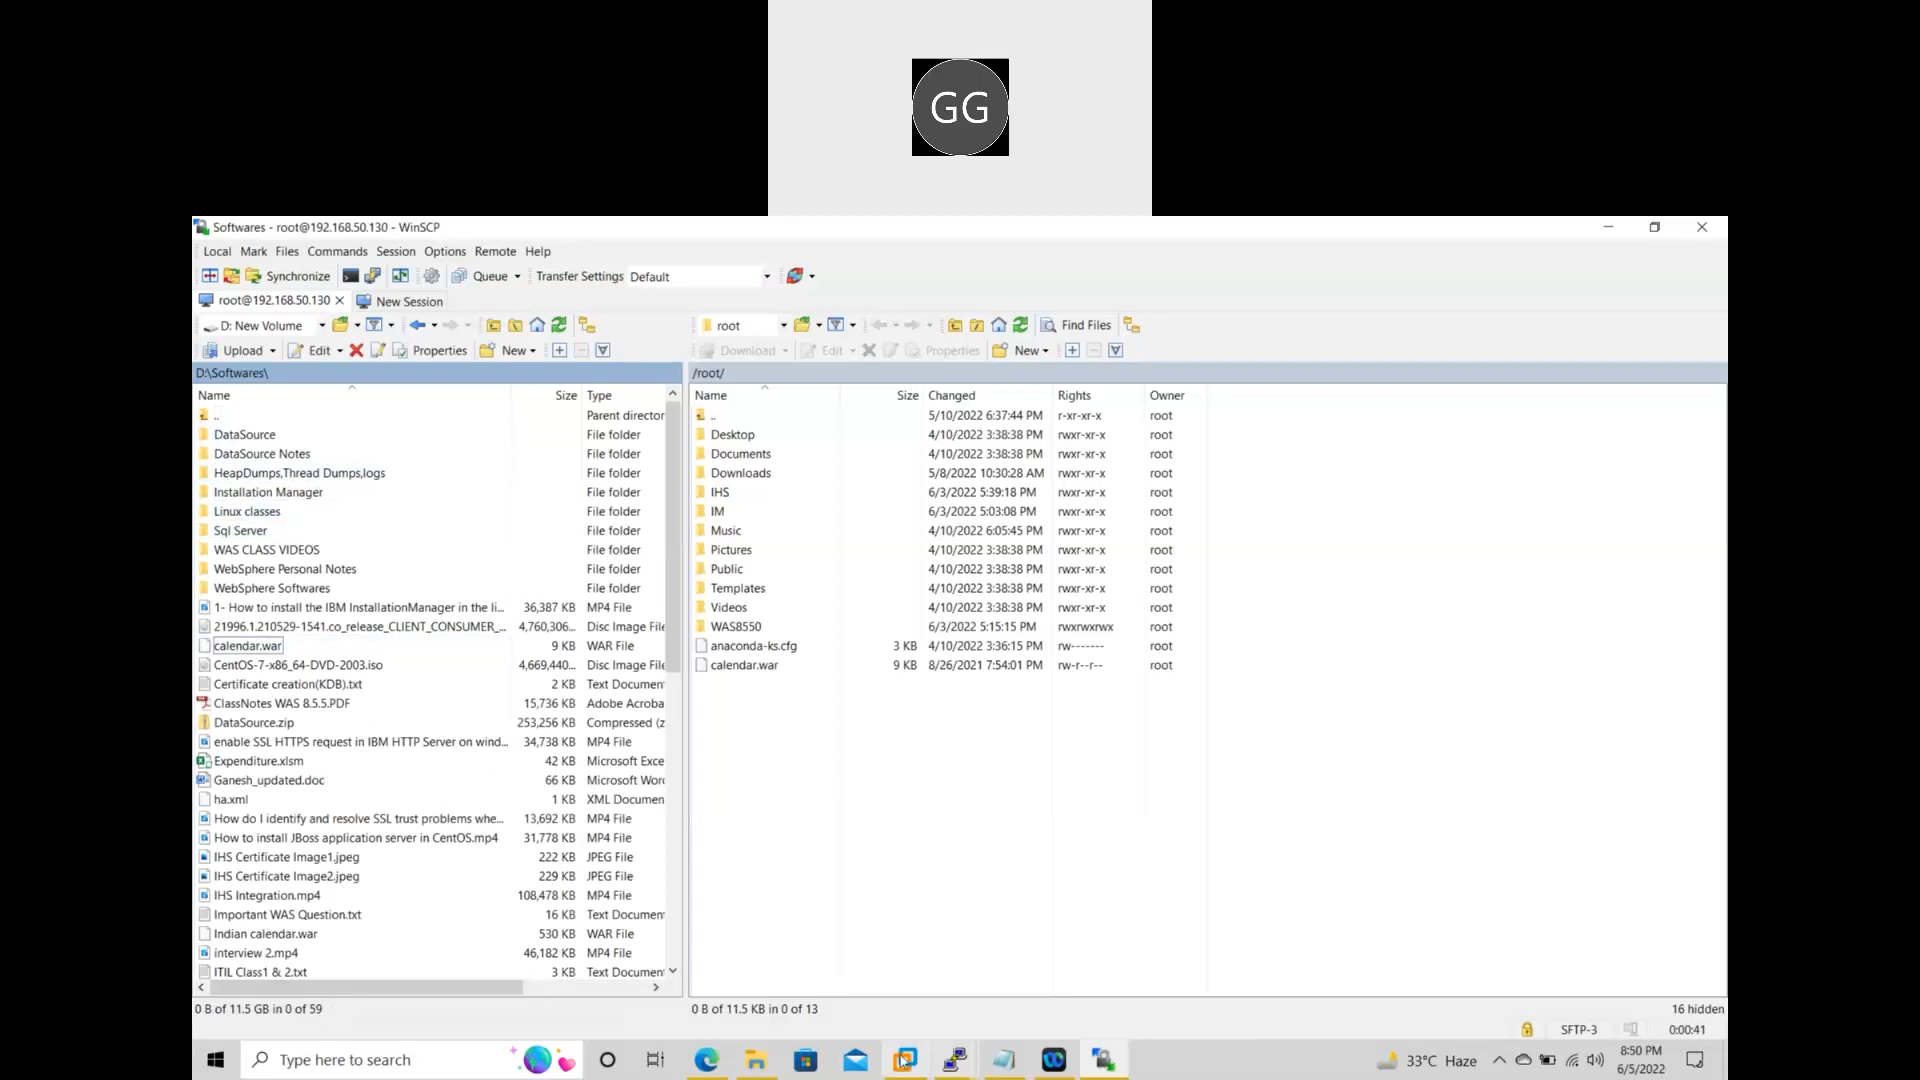 GG
Softwares - root@192.168.50.130 - WinSCP
Local Mark Files Commands Session Options Remote Help
Synchronize Queue Transfer Settings Default
root@192.168.50.130 New Session
D: New Volume root Find Files
Upload Edit Properties New Download Edit Properties New
D:\Softwares\ /root/
Name Size Type
.. Parent director
DataSource File folder
DataSource Notes File folder
HeapDumps,Thread Dumps,logs File folder
Installation Manager File folder
Linux classes File folder
Sql Server File folder
WAS CLASS VIDEOS File folder
WebSphere Personal Notes File folder
WebSphere Softwares File folder
1- How to install the IBM InstallationManager in the li... 36,387 KB MP4 File
21996.1.210529-1541.co_release_CLIENT_CONSUMER_... 4,760,306... Disc Image File
calendar.war 9 KB WAR File
CentOS-7-x86_64-DVD-2003.iso 4,669,440... Disc Image File
Certificate creation(KDB).txt 2 KB Text Document
ClassNotes WAS 8.5.5.PDF 15,736 KB Adobe Acroba
DataSource.zip 253,256 KB Compressed (z
enable SSL HTTPS request in IBM HTTP Server on wind... 34,738 KB MP4 File
Expenditure.xlsm 42 KB Microsoft Exce
Ganesh_updated.doc 66 KB Microsoft Word
ha.xml 1 KB XML Documen
How do I identify and resolve SSL trust problems whe... 13,692 KB MP4 File
How to install JBoss application server in CentOS.mp4 31,778 KB MP4 File
IHS Certificate Image1.jpeg 222 KB JPEG File
IHS Certificate Image2.jpeg 229 KB JPEG File
IHS Integration.mp4 108,478 KB MP4 File
Important WAS Question.txt 16 KB Text Document
Indian calendar.war 530 KB WAR File
interview 2.mp4 46,182 KB MP4 File
ITIL Class1 & 2.txt 3 KB Text Document
Name Size Changed Rights Owner
.. 5/10/2022 6:37:44 PM r-xr-xr-x root
Desktop 4/10/2022 3:38:38 PM rwxr-xr-x root
Documents 4/10/2022 3:38:38 PM rwxr-xr-x root
Downloads 5/8/2022 10:30:28 AM rwxr-xr-x root
IHS 6/3/2022 5:39:18 PM rwxr-xr-x root
IM 6/3/2022 5:03:08 PM rwxr-xr-x root
Music 4/10/2022 6:05:45 PM rwxr-xr-x root
Pictures 4/10/2022 3:38:38 PM rwxr-xr-x root
Public 4/10/2022 3:38:38 PM rwxr-xr-x root
Templates 4/10/2022 3:38:38 PM rwxr-xr-x root
Videos 4/10/2022 3:38:38 PM rwxr-xr-x root
WAS8550 6/3/2022 5:15:15 PM rwxrwxrwx root
anaconda-ks.cfg 3 KB 4/10/2022 3:36:15 PM rw------- root
calendar.war 9 KB 8/26/2021 7:54:01 PM rw-r--r-- root
0 B of 11.5 GB in 0 of 59 0 B of 11.5 KB in 0 of 13 16 hidden
SFTP-3 0:00:41
Type here to search 33°C Haze 8:50 PM
6/5/2022